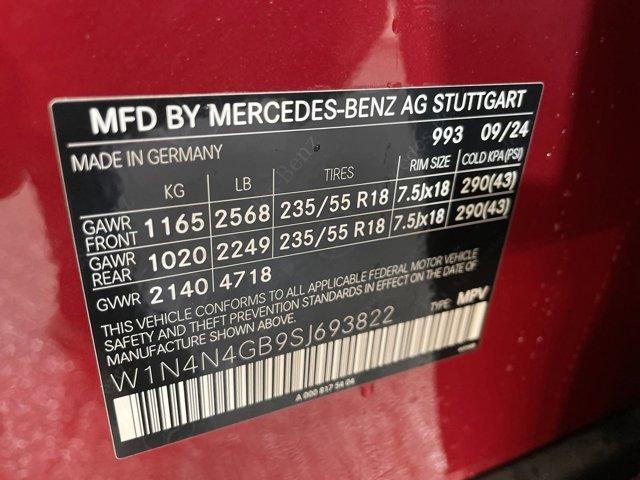 MFD BY MERCEDES-BENZ AG STUTTGART
993 09/24
MADE IN GERMANY
KG LB TIRES RIM SIZE COLD KPA(PSI)
GAWR FRONT 1165 2568 235/55 R18 7.5Jx18 290(43)
GAWR REAR 1020 2249 235/55 R18 7.5Jx18 290(43)
GVWR 2140 4718
THIS VEHICLE CONFORMS TO ALL APPLICABLE FEDERAL MOTOR VEHICLE
SAFETY AND THEFT PREVENTION STANDARDS IN EFFECT ON THE DATE OF
MANUFACTURE SHOWN ABOVE. TYPE: MPV
W1N4N4GB9SJ693822
A 000 817 54 04